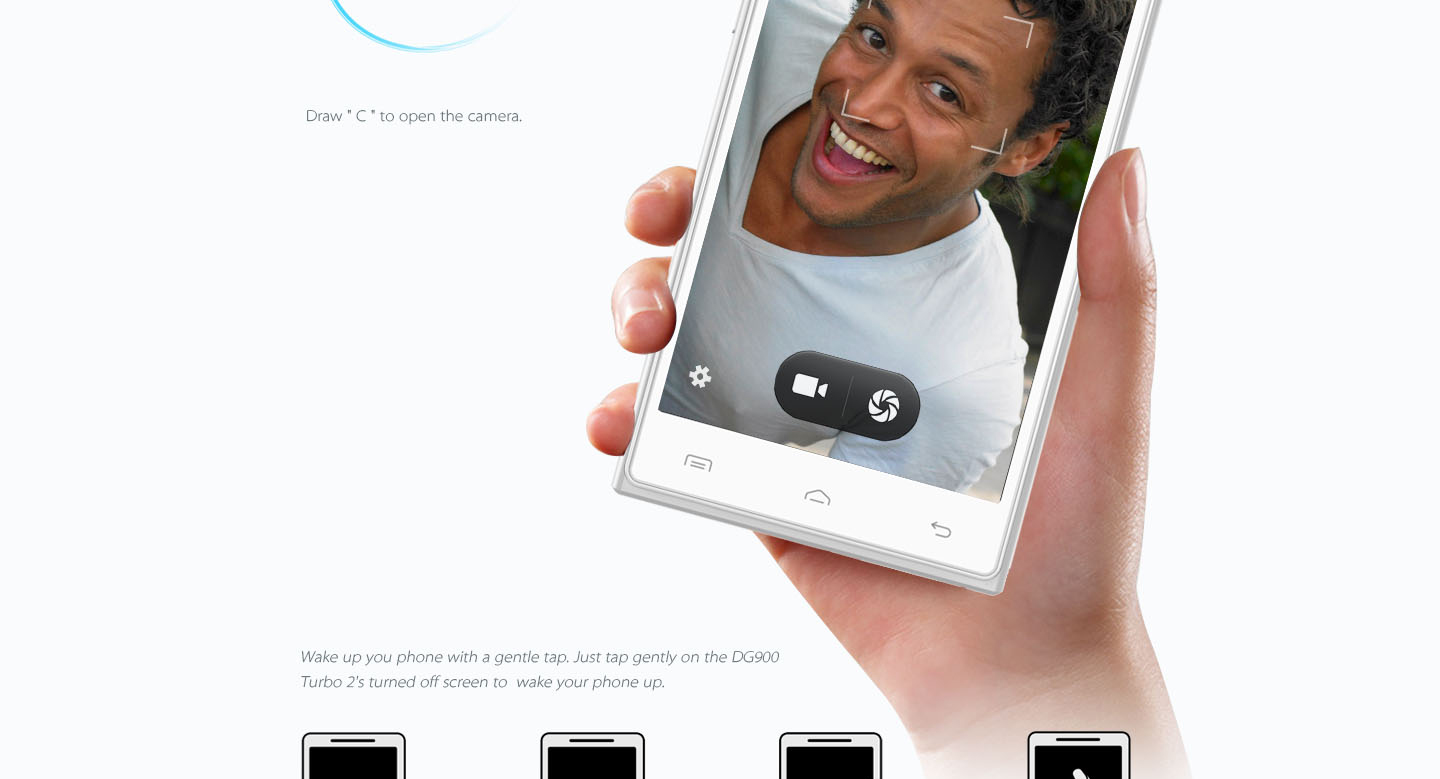 Draw " C " to open the camera.
Wake up you phone with a gentle tap. Just tap gently on the DG900
Turbo 2's turned off screen to  wake your phone up.